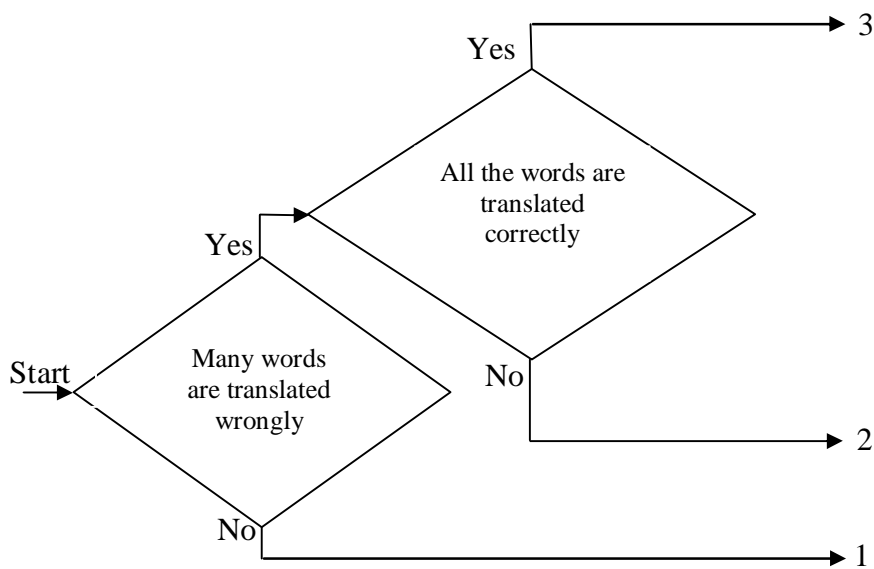 3
Yes
All the words are
translated
correctly
Yes
Start
Many words
are translated
wrongly
No
2
No
1